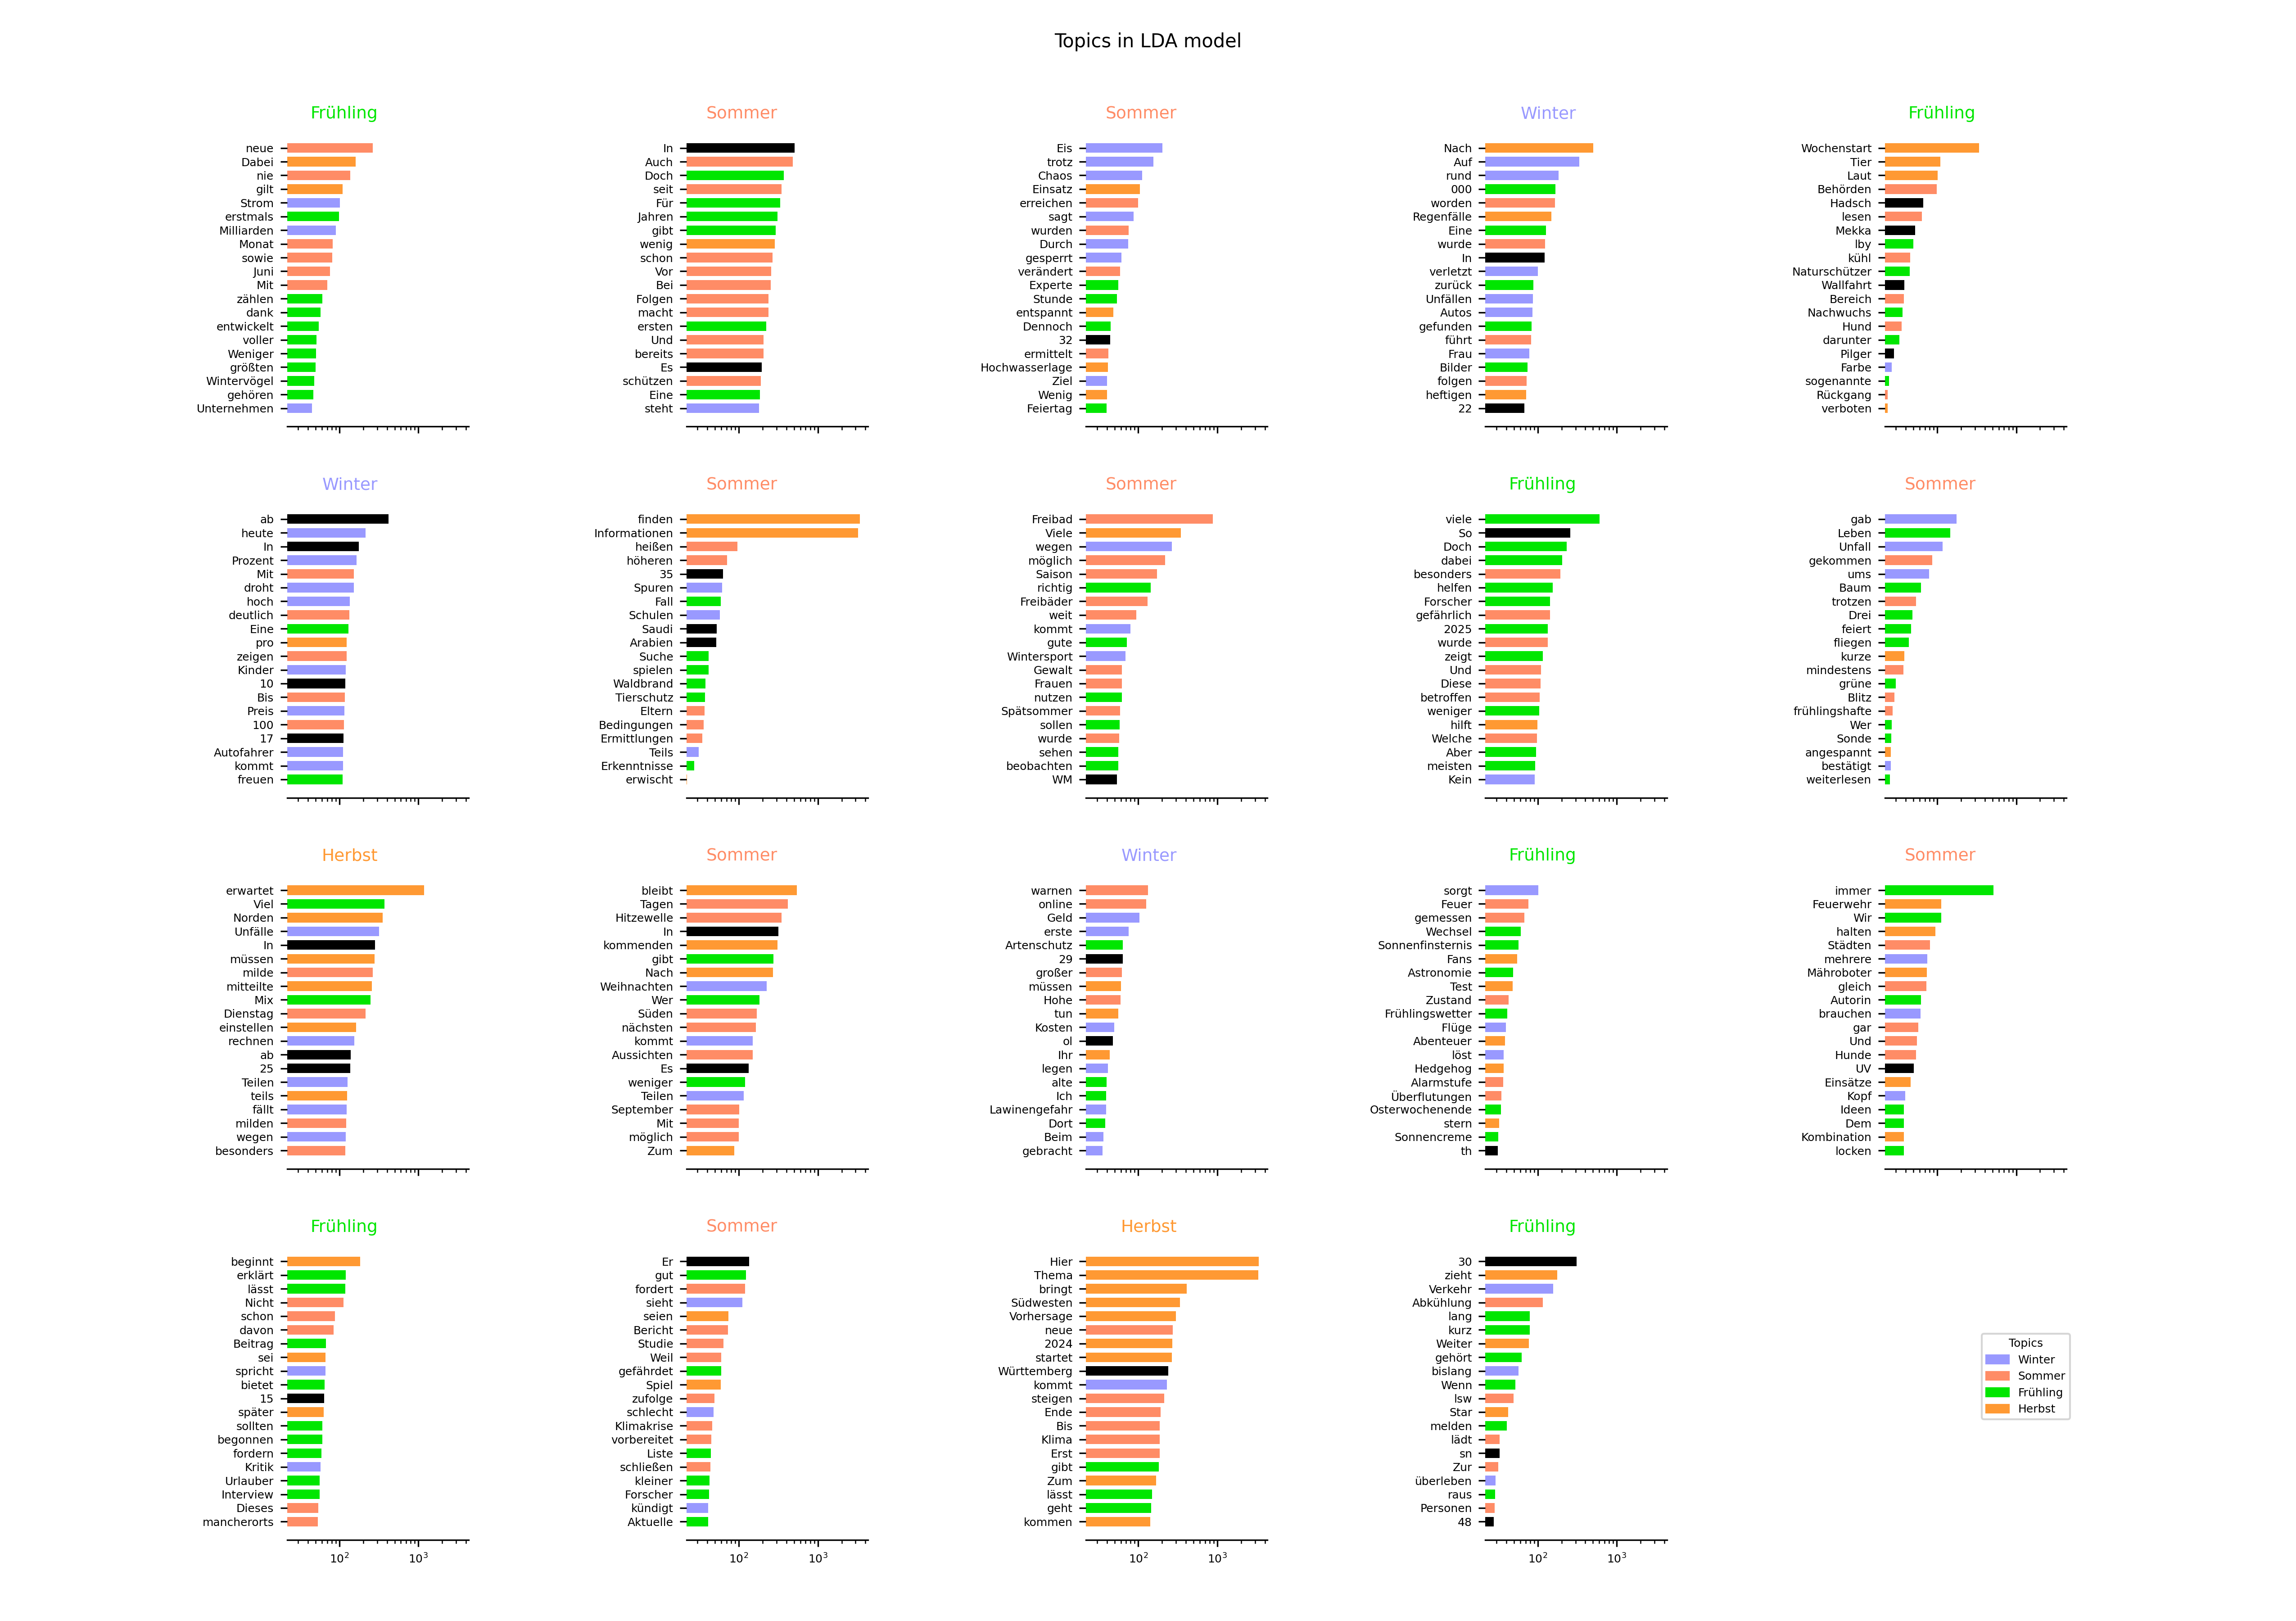 Topics in LDA model
Frühling
neue
Dabei
nie
gilt
Strom
erstmals
Milliarden
Monat
sowie
Juni
Mit
zählen
dank
entwickelt
voller
Weniger
größten
Wintervögel
gehören
Unternehmen
Sommer
In
Auch
Doch
seit
Für
Jahren
gibt
wenig
schon
Vor
Bei
Folgen
macht
ersten
Und
bereits
Es
schützen
Eine
steht
Sommer
Eis
trotz
Chaos
Einsatz
erreichen
sagt
wurden
Durch
gesperrt
verändert
Experte
Stunde
entspannt
Dennoch
32
ermittelt
Hochwasserlage
Ziel
Wenig
Feiertag
Winter
Nach
Auf
rund
000
worden
Regenfälle
Eine
wurde
In
verletzt
zurück
Unfällen
Autos
gefunden
führt
Frau
Bilder
folgen
heftigen
22
Frühling
Wochenstart
Tier
Laut
Behörden
Hadsch
lesen
Mekka
lby
kühl
Naturschützer
Wallfahrt
Bereich
Nachwuchs
Hund
darunter
Pilger
Farbe
sogenannte
Rückgang
verboten
Winter
ab
heute
In
Prozent
Mit
droht
hoch
deutlich
Eine
pro
zeigen
Kinder
10
Bis
Preis
100
17
Autofahrer
kommt
freuen
Sommer
finden
Informationen
heißen
höheren
35
Spuren
Fall
Schulen
Saudi
Arabien
Suche
spielen
Waldbrand
Tierschutz
Eltern
Bedingungen
Ermittlungen
Teils
Erkenntnisse
erwischt
Sommer
Freibad
Viele
wegen
möglich
Saison
richtig
Freibäder
weit
kommt
gute
Wintersport
Gewalt
Frauen
nutzen
Spätsommer
sollen
wurde
sehen
beobachten
WM
Frühling
viele
So
Doch
dabei
besonders
helfen
Forscher
gefährlich
2025
wurde
zeigt
Und
Diese
betroffen
weniger
hilft
Welche
Aber
meisten
Kein
Sommer
gab
Leben
Unfall
gekommen
ums
Baum
trotzen
Drei
feiert
fliegen
kurze
mindestens
grüne
Blitz
frühlingshafte
Wer
Sonde
angespannt
bestätigt
weiterlesen
Herbst
erwartet
Viel
Norden
Unfälle
In
müssen
milde
mitteilte
Mix
Dienstag
einstellen
rechnen
ab
25
Teilen
teils
fällt
milden
wegen
besonders
Sommer
bleibt
Tagen
Hitzewelle
In
kommenden
gibt
Nach
Weihnachten
Wer
Süden
nächsten
kommt
Aussichten
Es
weniger
Teilen
September
Mit
möglich
Zum
Winter
warnen
online
Geld
erste
Artenschutz
29
großer
müssen
Hohe
tun
Kosten
ol
Ihr
legen
alte
Ich
Lawinengefahr
Dort
Beim
gebracht
Frühling
sorgt
Feuer
gemessen
Wechsel
Sonnenfinsternis
Fans
Astronomie
Test
Zustand
Frühlingswetter
Flüge
Abenteuer
löst
Hedgehog
Alarmstufe
Überflutungen
Osterwochenende
stern
Sonnencreme
th
Sommer
immer
Feuerwehr
Wir
halten
Städten
mehrere
Mähroboter
gleich
Autorin
brauchen
gar
Und
Hunde
UV
Einsätze
Kopf
Ideen
Dem
Kombination
locken
Frühling
beginnt
erklärt
lässt
Nicht
schon
davon
Beitrag
sei
spricht
bietet
15
später
sollten
begonnen
fordern
Kritik
Urlauber
Interview
Dieses
mancherorts
10² 10³
Sommer
Er
gut
fordert
sieht
seien
Bericht
Studie
Weil
gefährdet
Spiel
zufolge
schlecht
Klimakrise
vorbereitet
Liste
schließen
kleiner
Forscher
kündigt
Aktuelle
10² 10³
Herbst
Hier
Thema
bringt
Südwesten
Vorhersage
neue
2024
startet
Württemberg
kommt
steigen
Ende
Bis
Klima
Erst
gibt
Zum
lässt
geht
kommen
10² 10³
Frühling
30
zieht
Verkehr
Abkühlung
lang
kurz
Weiter
gehört
bislang
Wenn
lsw
Star
melden
lädt
sn
Zur
überleben
raus
Personen
48
10² 10³
Topics
Winter
Sommer
Frühling
Herbst